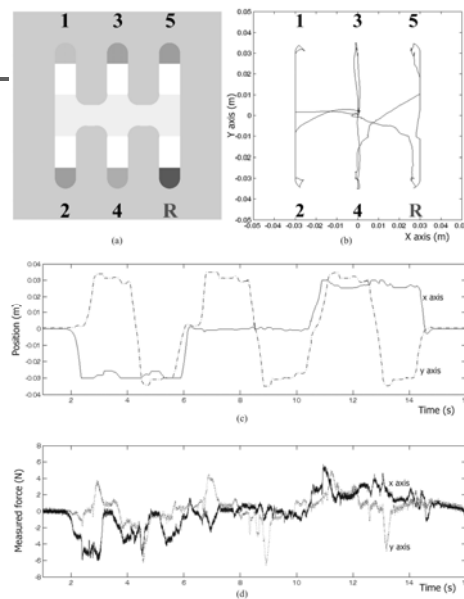 1 3 5
2 4 R
(a)
1 3 5
0.05
0.04
0.03
0.02
0.01
0
-0.01
-0.02
-0.03
-0.04
-0.05
Y axis (m)
2 4 R
-0.05 -0.04 -0.03 -0.02 -0.01 0 0.01 0.02 0.03 0.04 0.05
X axis (m)
(b)
0.04
0.03
0.01
0
-0.01
-0.03
-0.04
Position (m)
x axis
y axis
2 4 6 8 10 12 14
Time (s)
(c)
8
6
4
2
0
-2
-4
-6
-8
Measured force (N)
x axis
y axis
2 4 6 8 10 12 14
Time (s)
(d)